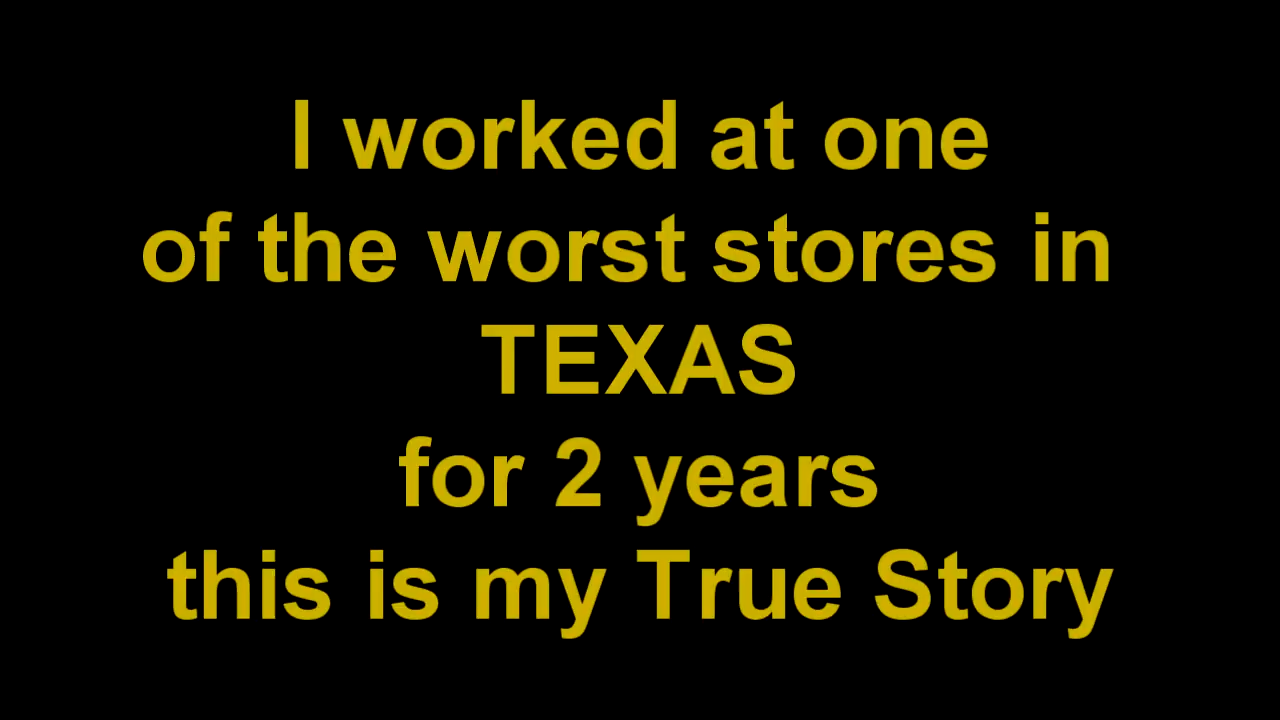 I worked at one
of the worst stores in
TEXAS
for 2 years
this is my True Story